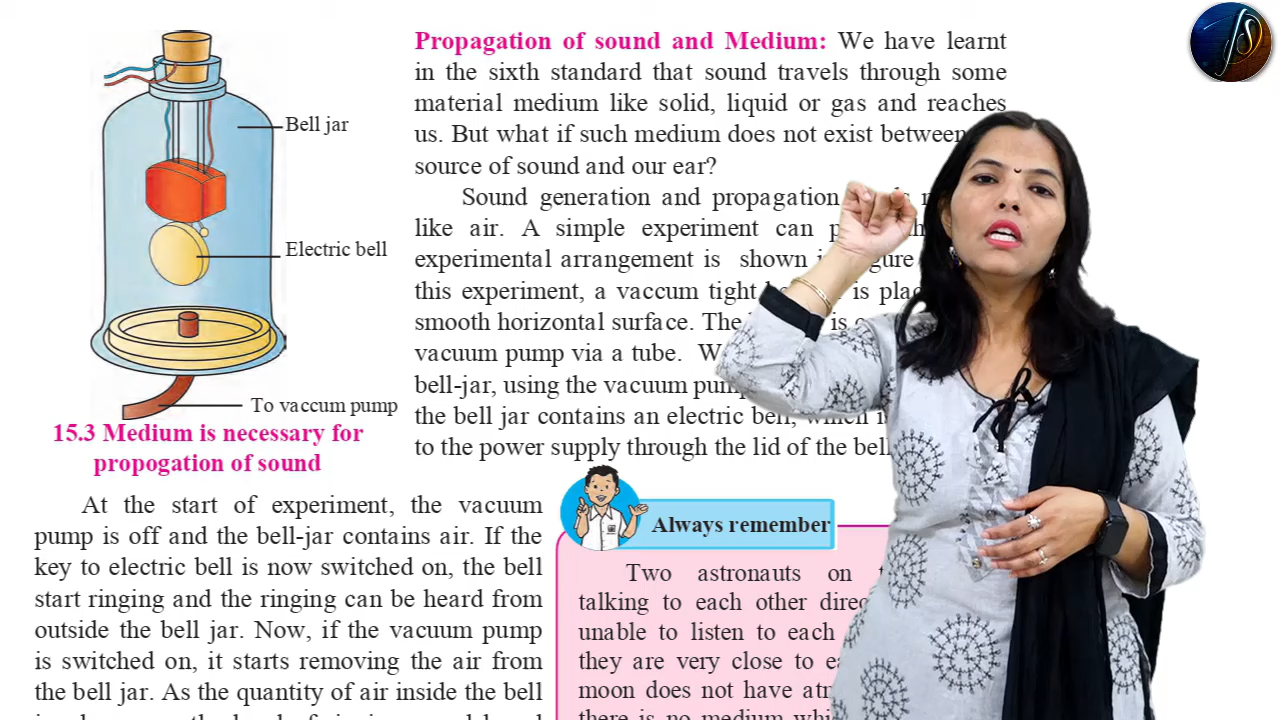 Bell jar
Electric bell
To vaccum pump
15.3 Medium is necessary for
propogation of sound
Propagation of sound and Medium: We have learnt
in the sixth standard that sound travels through some
material medium like solid, liquid or gas and reaches
us. But what if such medium does not exist between
source of sound and our ear?
Sound generation and propagation
like air. A simple experiment can
experimental arrangement is shown
this experiment, a vaccum tight is
smooth horizontal surface. The is
vacuum pump via a tube.
bell-jar, using the vacuum
the bell jar contains an electric bell, which
to the power supply through the lid of the
At the start of experiment, the vacuum
pump is off and the bell-jar contains air. If the
key to electric bell is now switched on, the bell
start ringing and the ringing can be heard from
outside the bell jar. Now, if the vacuum pump
is switched on, it starts removing the air from
the bell jar. As the quantity of air inside the bell
Always remember
Two astronauts on
talking to each other
unable to listen to each
they are very close to
moon does not have
there is no medium